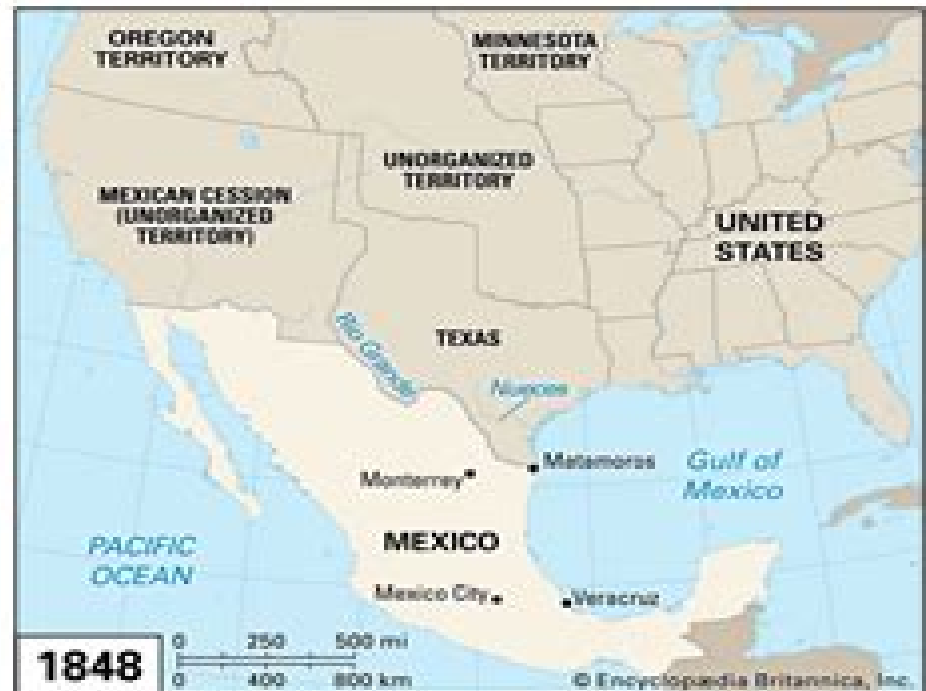 OREGON
TERRITORY
MINNESOTA
TERRITORY
UNORGANIZED
TERRITORY
MEXICAN CESSION
(UNORGANIZED
TERRITORY)
UNITED
STATES
Rio Grande
TEXAS
Nueces
Matamoros
Monterrey
Gulf of
Mexico
MEXICO
PACIFIC
OCEAN
Mexico City
Veracruz
1848
0 250 500 mi
0 400 800 km
© Encyclopædia Britannica, Inc.